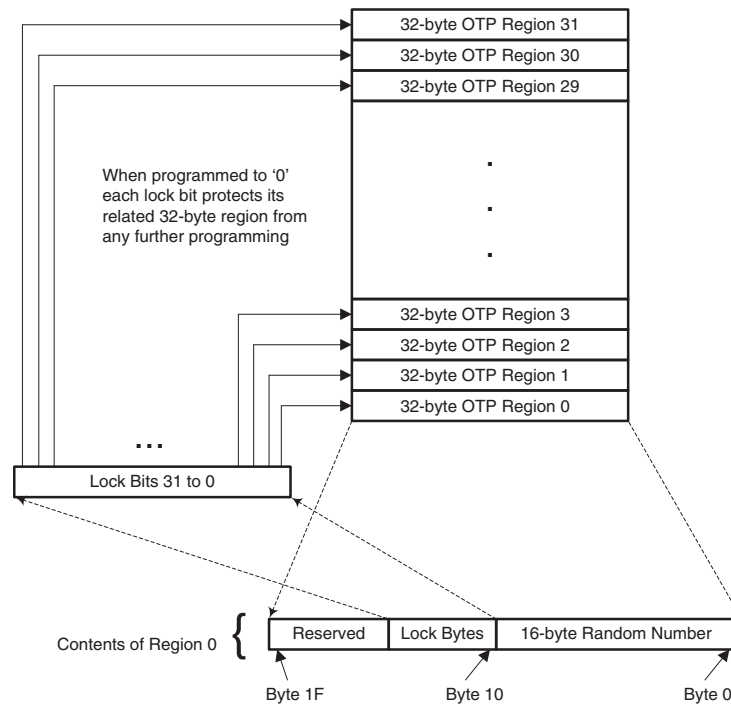 32-byte OTP Region 31
32-byte OTP Region 30
32-byte OTP Region 29
When programmed to ‘0’
each lock bit protects its
related 32-byte region from
any further programming
.
.
.
32-byte OTP Region 3
32-byte OTP Region 2
32-byte OTP Region 1
32-byte OTP Region 0
...
Lock Bits 31 to 0
Contents of Region 0 {
Reserved
Lock Bytes
16-byte Random Number
Byte 1F
Byte 10
Byte 0